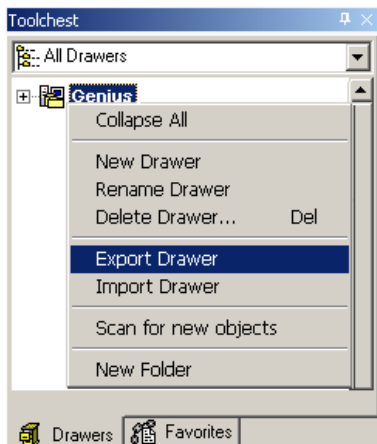 Toolchest
All Drawers
Genius
Collapse All
New Drawer
Rename Drawer
Delete Drawer... Del
Export Drawer
Import Drawer
Scan for new objects
New Folder
Drawers Favorites